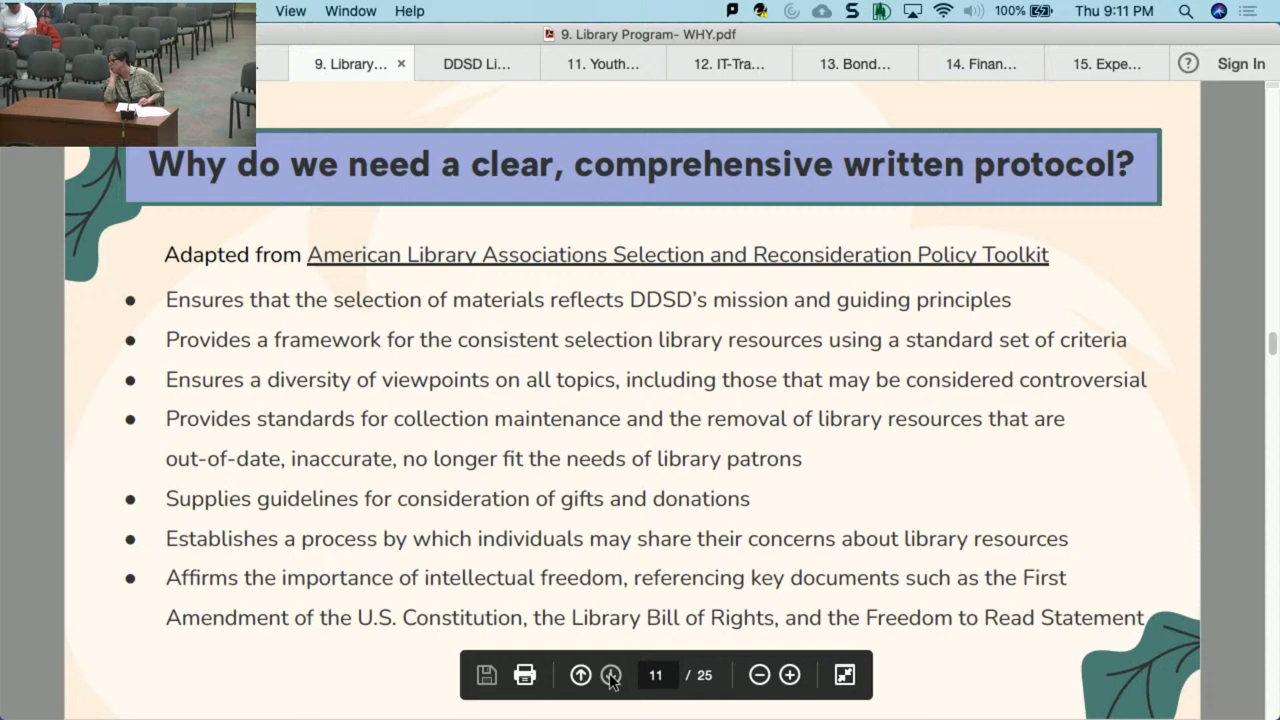 View Window Help
100% Thu 9:11 PM
9. Library Program- WHY.pdf
9. Library... × DDSD Li... 11. Youth... 12. IT-Tra... 13. Bond... 14. Finan... 15. Expe... ? Sign In
Why do we need a clear, comprehensive written protocol?
Adapted from American Library Associations Selection and Reconsideration Policy Toolkit
● Ensures that the selection of materials reflects DDSD's mission and guiding principles
● Provides a framework for the consistent selection library resources using a standard set of criteria
● Ensures a diversity of viewpoints on all topics, including those that may be considered controversial
● Provides standards for collection maintenance and the removal of library resources that are
out-of-date, inaccurate, no longer fit the needs of library patrons
● Supplies guidelines for consideration of gifts and donations
● Establishes a process by which individuals may share their concerns about library resources
● Affirms the importance of intellectual freedom, referencing key documents such as the First
Amendment of the U.S. Constitution, the Library Bill of Rights, and the Freedom to Read Statement
11 / 25